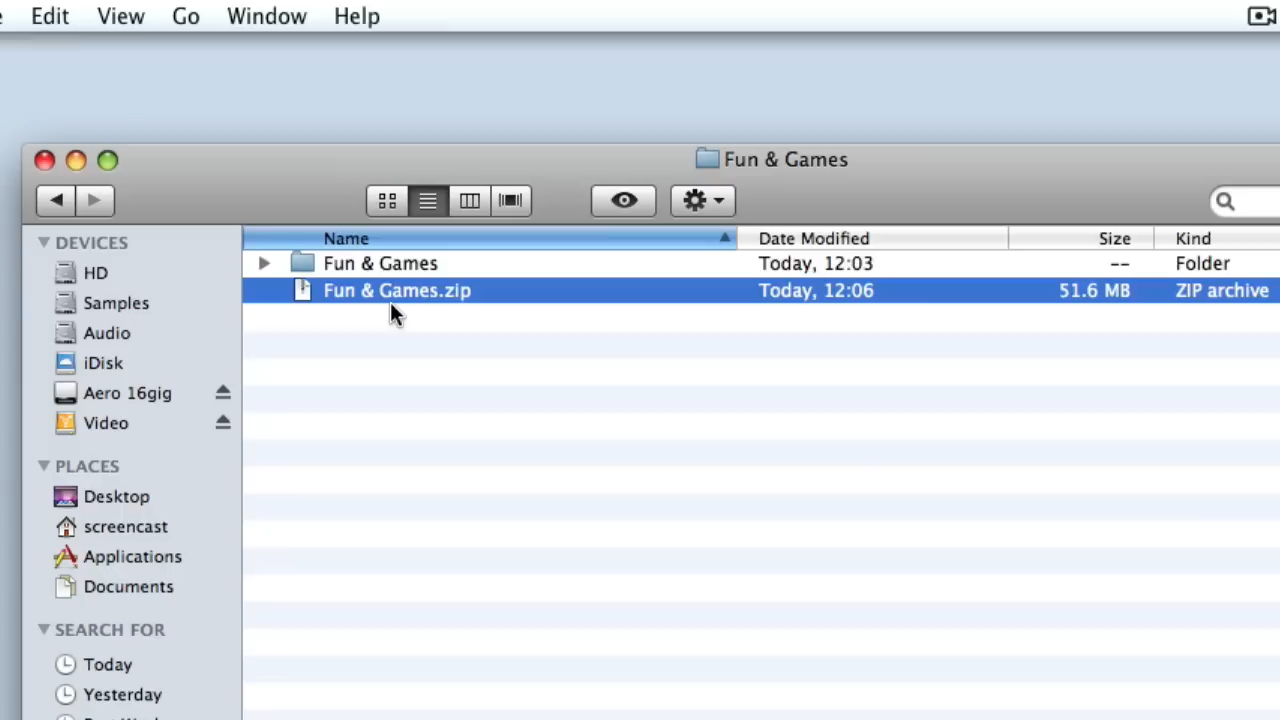 Edit View Go Window Help
Fun & Games
DEVICES
HD
Samples
Audio
iDisk
Aero 16gig
Video
PLACES
Desktop
screencast
Applications
Documents
SEARCH FOR
Today
Yesterday
Name Date Modified Size Kind
Fun & Games Today, 12:03 -- Folder
Fun & Games.zip Today, 12:06 51.6 MB ZIP archive